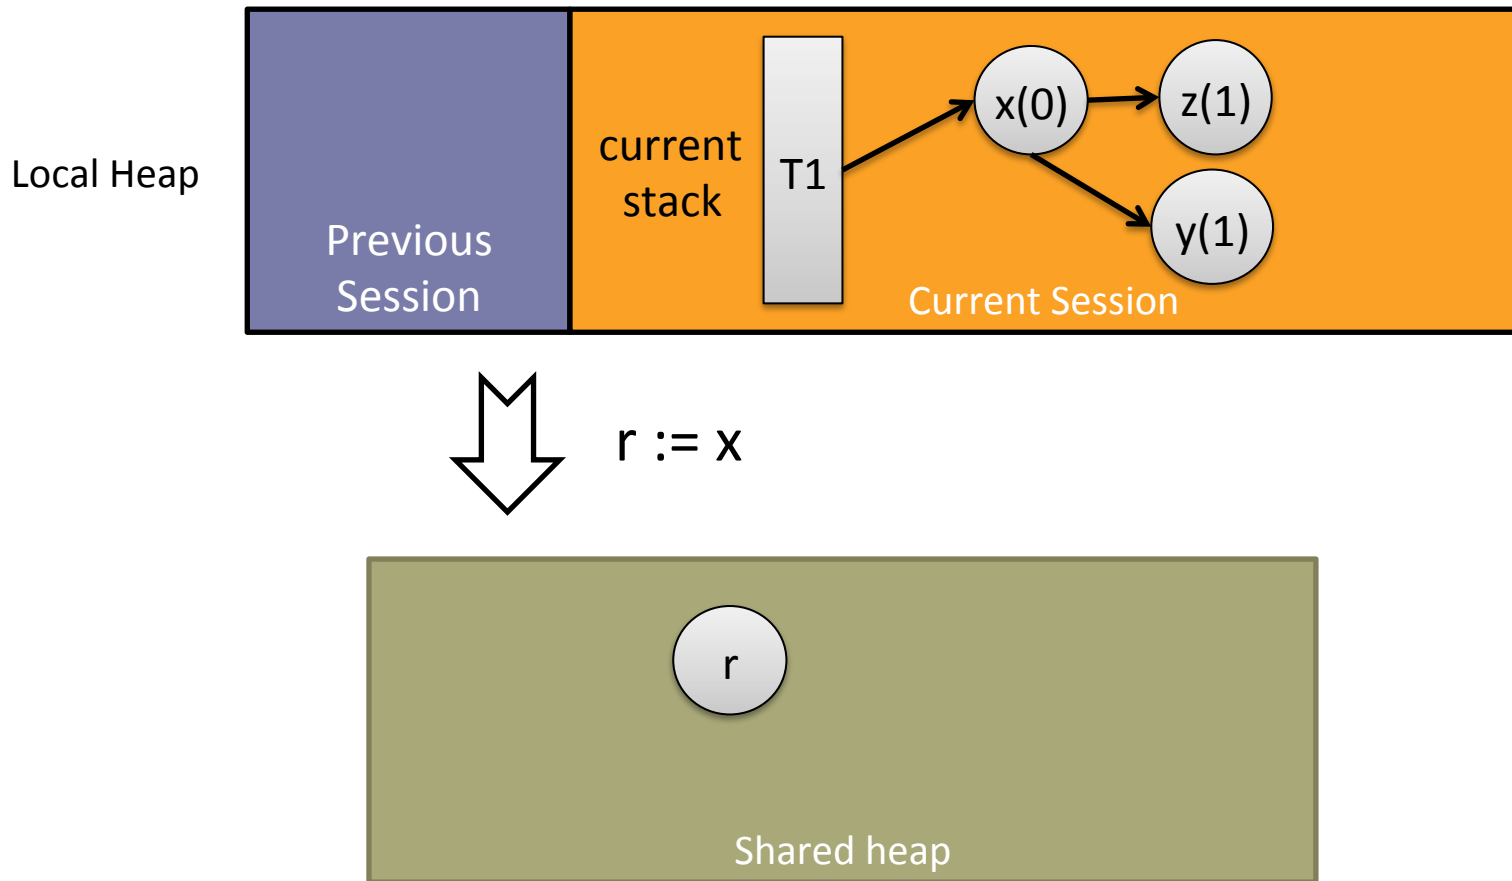 Local Heap
Previous
Session
current
stack
T1
x(0)
z(1)
y(1)
Current Session
r := x
r
Shared heap